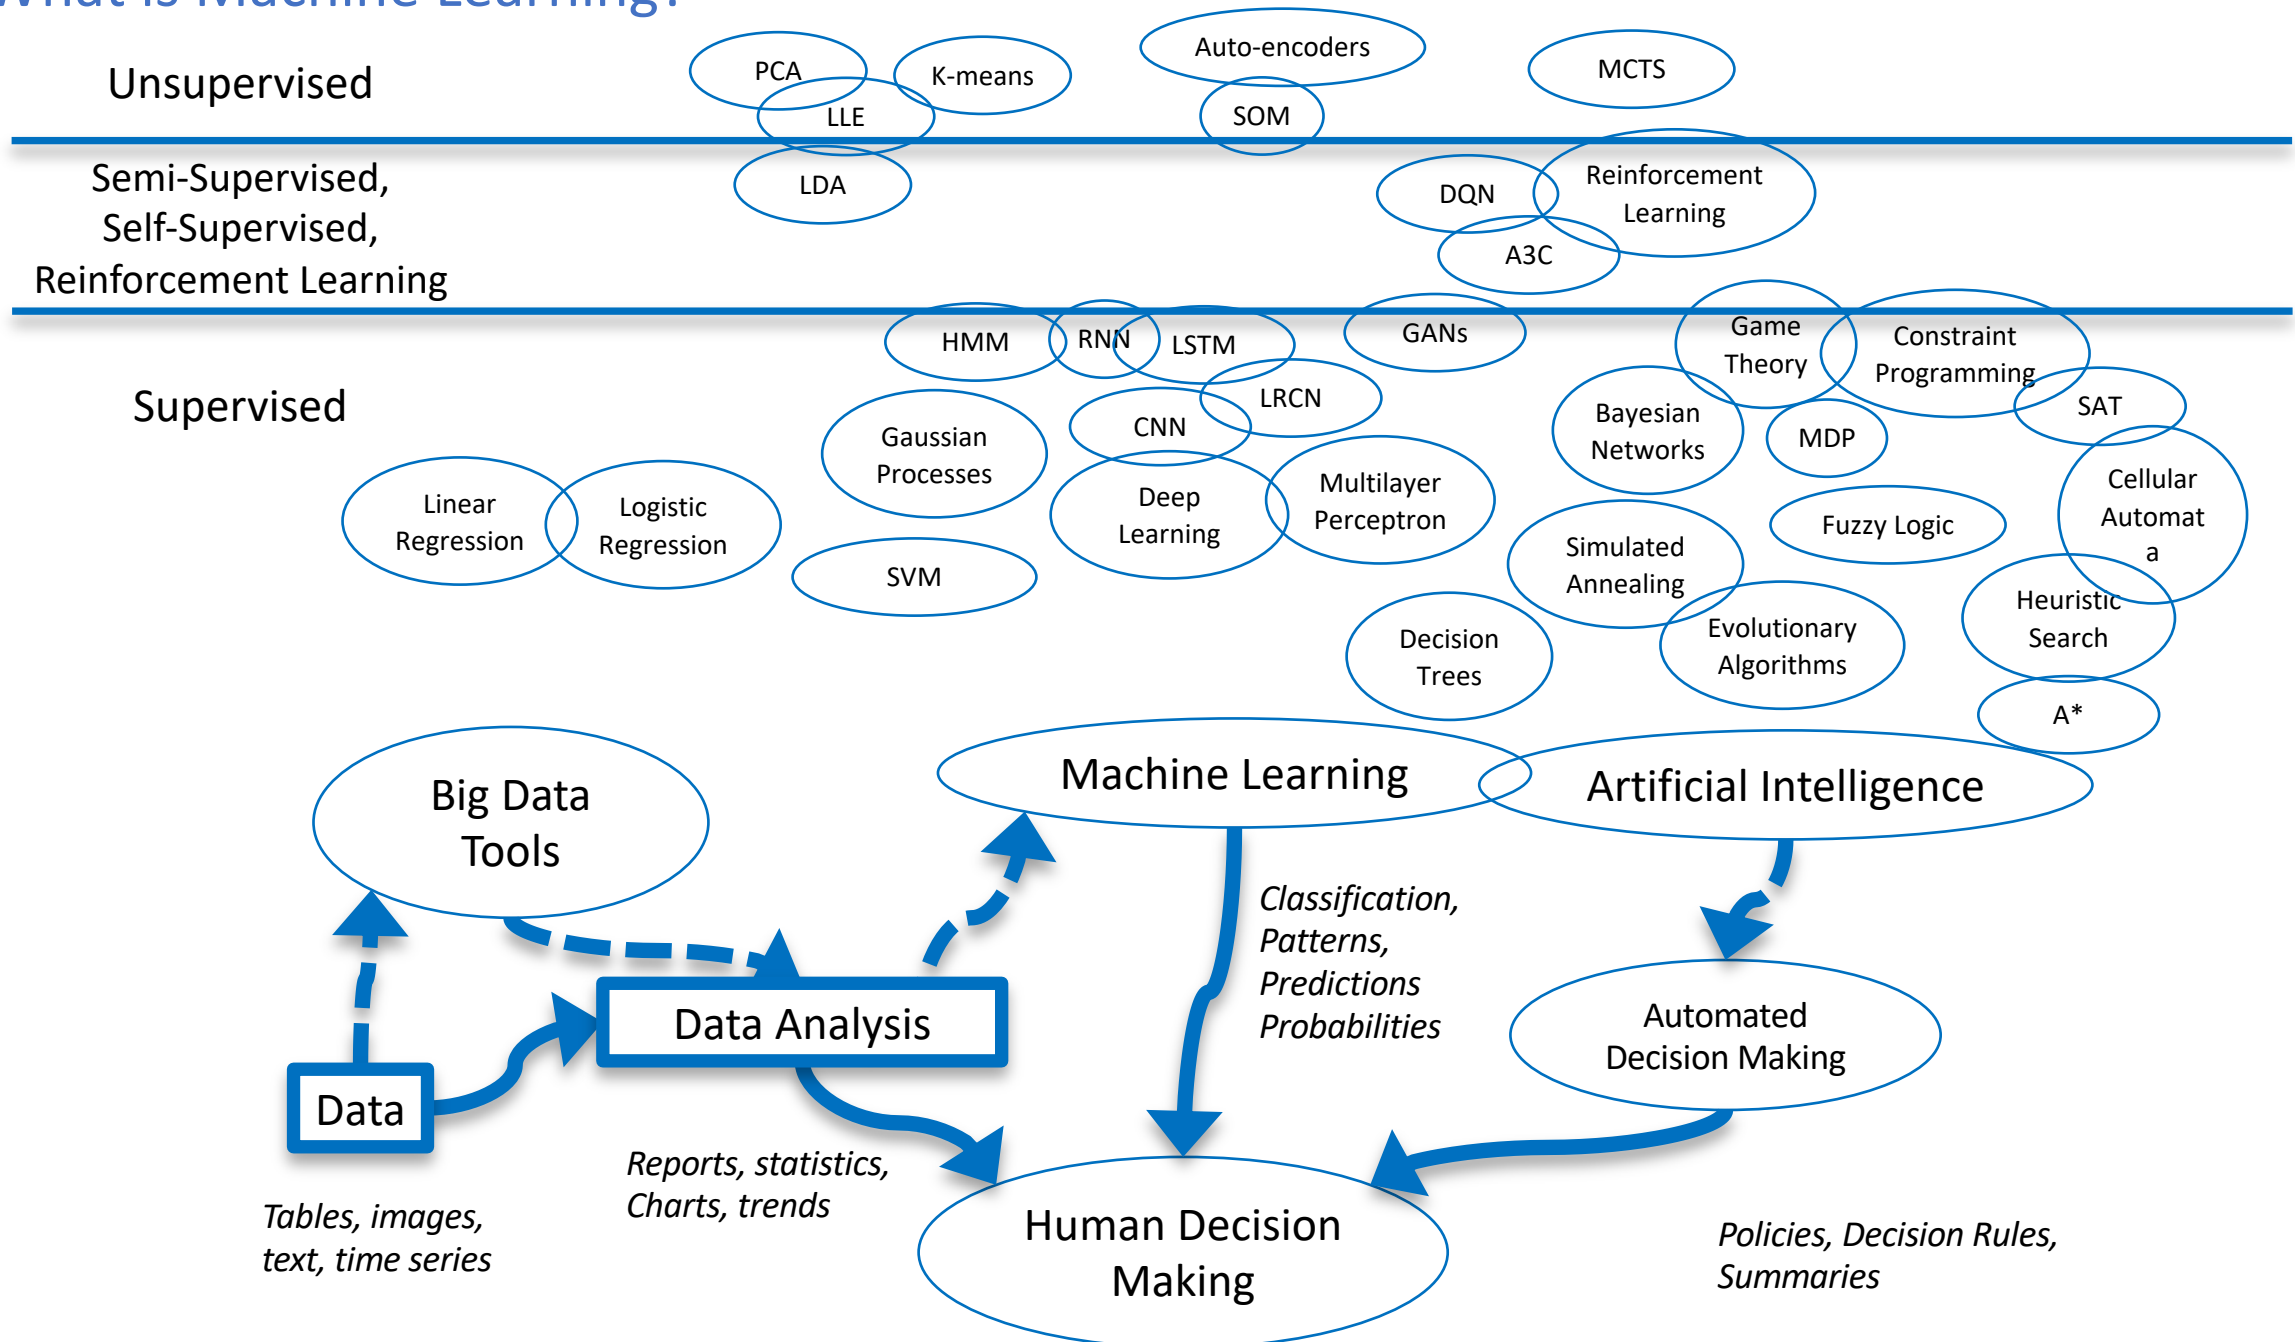 What is Machine Learning?
Unsupervised
PCA
K-means
LLE
Auto-encoders
SOM
MCTS
Semi-Supervised,
Self-Supervised,
Reinforcement Learning
LDA
DQN
Reinforcement
Learning
A3C
Supervised
HMM
RNN
LSTM
GANs
Game
Theory
Constraint
Programming
LRCN
CNN
SAT
Bayesian
Networks
MDP
Gaussian
Processes
Linear
Regression
Logistic
Regression
Deep
Learning
Multilayer
Perceptron
Cellular
Automat
a
Fuzzy Logic
SVM
Simulated
Annealing
Heuristic
Search
Decision
Trees
Evolutionary
Algorithms
A*
Big Data
Tools
Machine Learning
Artificial Intelligence
Classification,
Patterns,
Predictions
Probabilities
Data Analysis
Automated
Decision Making
Data
Reports, statistics,
Charts, trends
Tables, images,
text, time series
Human Decision
Making
Policies, Decision Rules,
Summaries